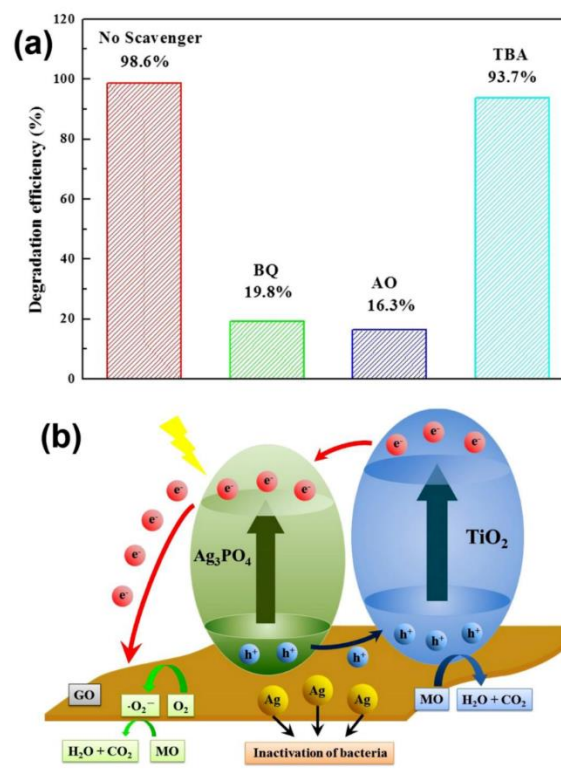 (a)
Degradation efficiency (%)
120
100
80
60
40
20
0
No Scavenger
98.6%
BQ
19.8%
AO
16.3%
TBA
93.7%
(b)
e⁻ e⁻ e⁻
e⁻ e⁻ e⁻ e⁻
e⁻
e⁻
e⁻
Ag₃PO₄
TiO₂
h⁺ h⁺ h⁺ h⁺ h⁺ h⁺
GO
·O₂⁻ O₂
Ag Ag Ag
MO H₂O + CO₂
H₂O + CO₂ MO
Inactivation of bacteria